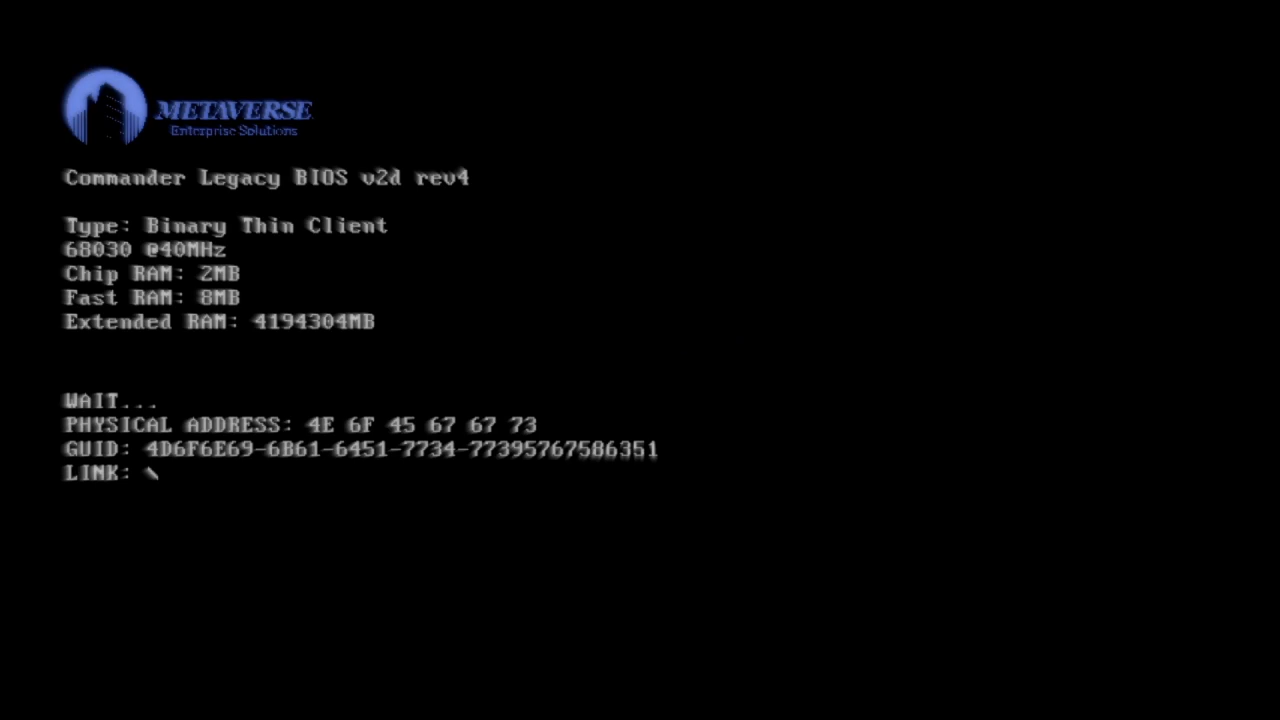 METAVERSE
Enterprise Solutions
Commander Legacy BIOS v2d rev4
Type: Binary Thin Client
68030 @40MHz
Chip RAM: 2MB
Fast RAM: 8MB
Extended RAM: 4194304MB
WAIT...
PHYSICAL ADDRESS: 4E 6F 45 67 67 73
GUID: 4D6F6E69-6B61-6451-7734-77395767586351
LINK: \